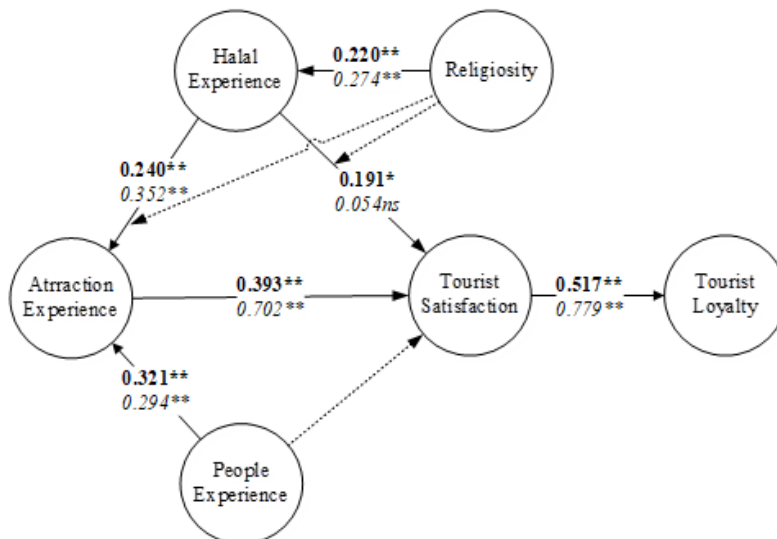 Halal
Experience
0.220**
0.274**
Religiosity
0.240**
0.352**
0.191*
0.054ns
Atrraction
Experience
0.393**
0.702**
Tourist
Satisfaction
0.517**
0.779**
Tourist
Loyalty
0.321**
0.294**
People
Experience